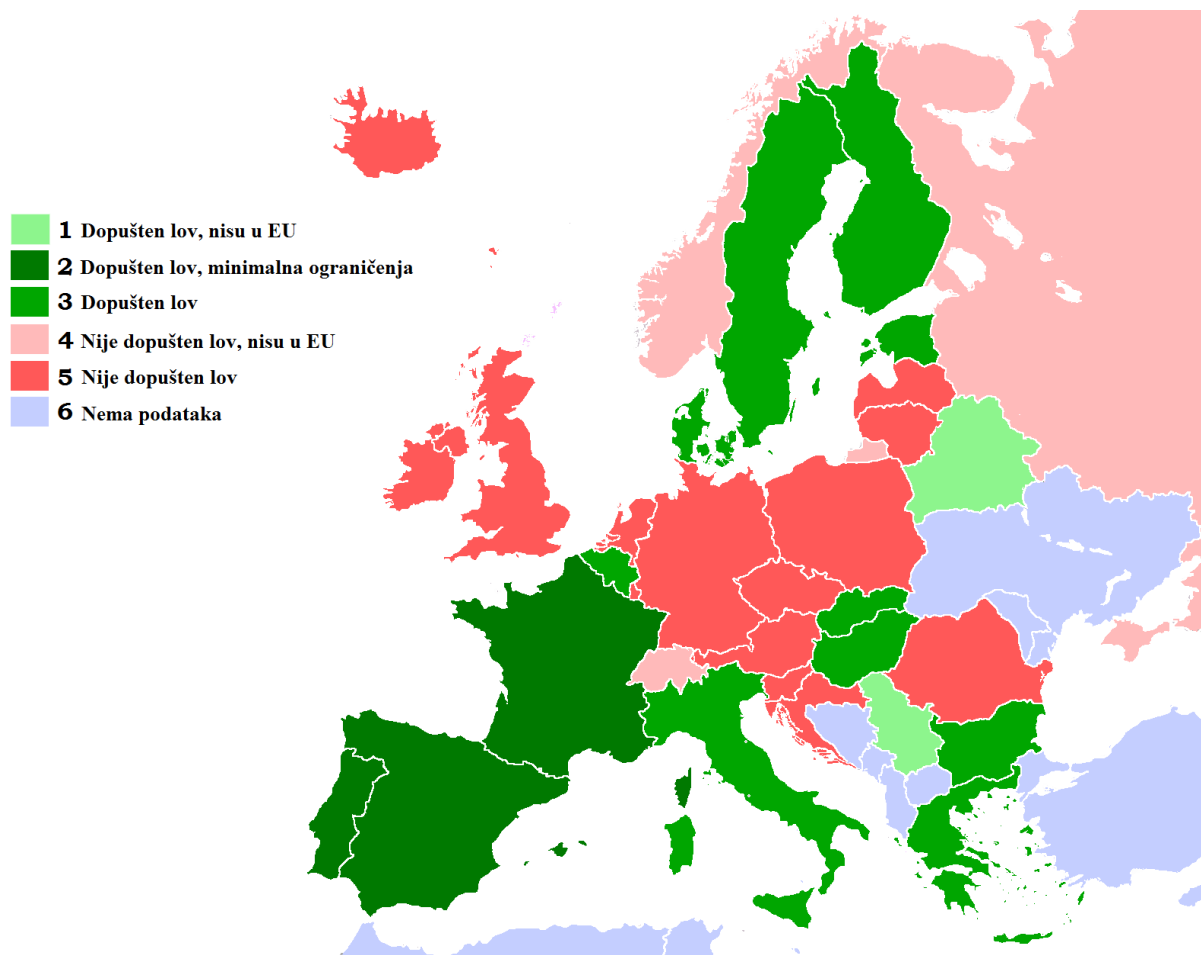 1 Dopušten lov, nisu u EU
2 Dopušten lov, minimalna ograničenja
3 Dopušten lov
4 Nije dopušten lov, nisu u EU
5 Nije dopušten lov
6 Nema podataka